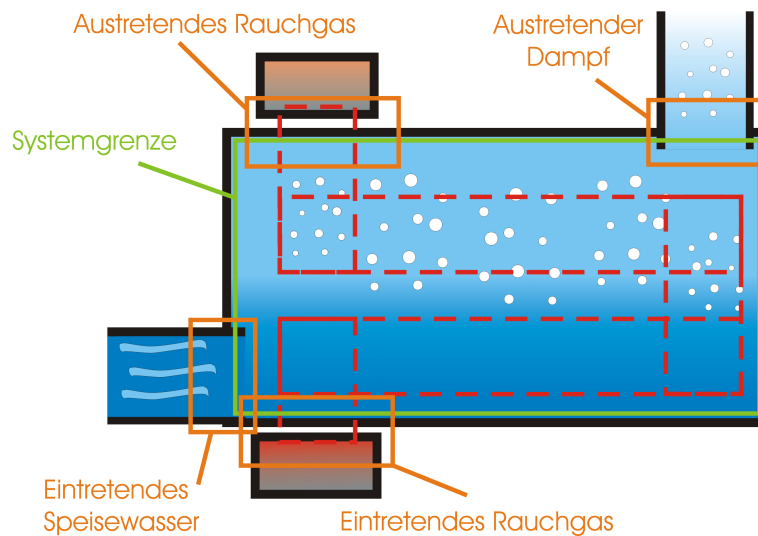 Austretendes Rauchgas
Austretender
Dampf
Systemgrenze
Eintretendes
Speisewasser
Eintretendes Rauchgas